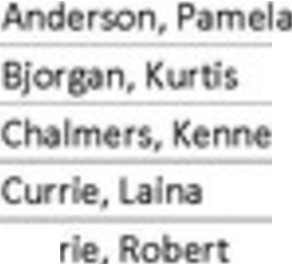 Anderson, Pamela
Bjorgan, Kurtis
Chalmers, Kenne
Currie, Laina
rie, Robert